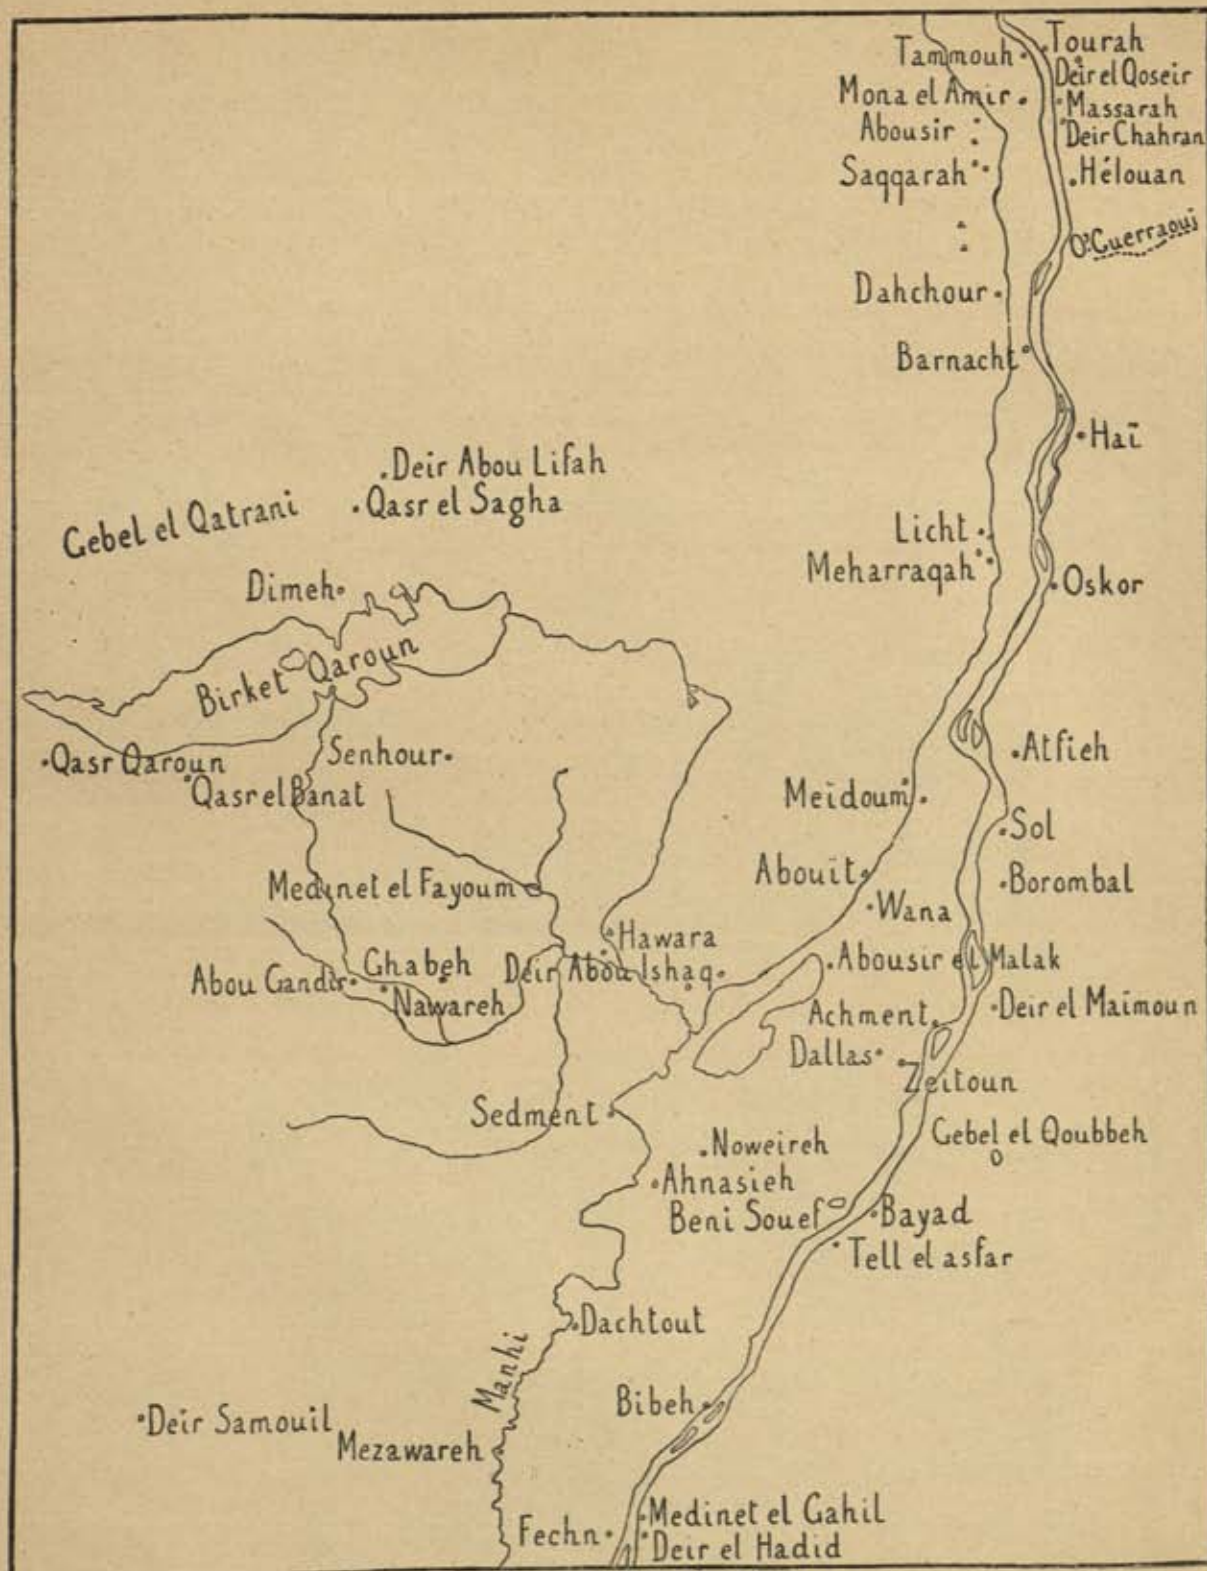 Tammouh
Tourah
Deir el Qoseir
Mona el Amir
Massarah
Abousir
Deir Chahran
Saqqarah
Hélouan
O. Guerraoui
Dahchour
Barnacht
Haï
Deir Abou Lifah
Qasr el Sagha
Gebel el Qatrani
Licht
Meharraqah
Oskor
Dimeh
Birket Qaroun
Qasr Qaroun
Senhour
Atfieh
Qasr el Banat
Meïdoum
Sol
Abouit
Borombal
Medinet el Fayoum
Wana
Hawara
Abousir el Malak
Ghabeh
Deir Abou Ishaq
Abou Gandir
Nawareh
Deir el Maïmoun
Achment
Dallas
Zeitoun
Sedment
Gebel el Qoubbeh
Noweireh
Ahnasieh
Beni Souef
Bayad
Tell el asfar
Dachtout
Manhi
Bibeh
Deir Samouil
Mezawareh
Medinet el Gahil
Fechn
Deir el Hadid